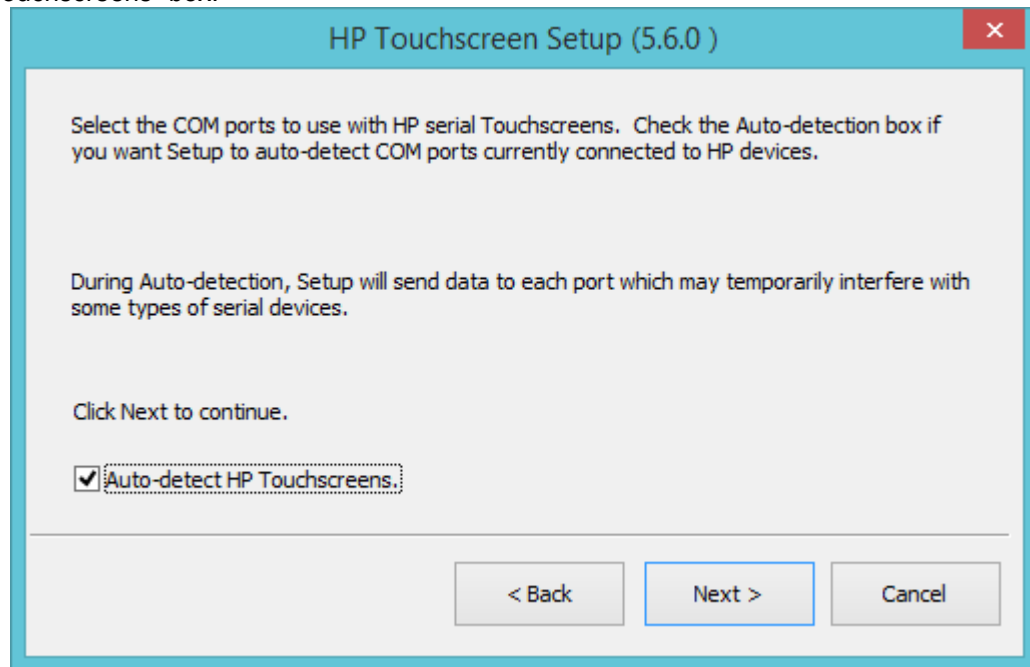 HP Touchscreen Setup (5.6.0 )
Select the COM ports to use with HP serial Touchscreens.  Check the Auto-detection box if
you want Setup to auto-detect COM ports currently connected to HP devices.
During Auto-detection, Setup will send data to each port which may temporarily interfere with
some types of serial devices.
Click Next to continue.
Auto-detect HP Touchscreens.
< Back
Next >
Cancel